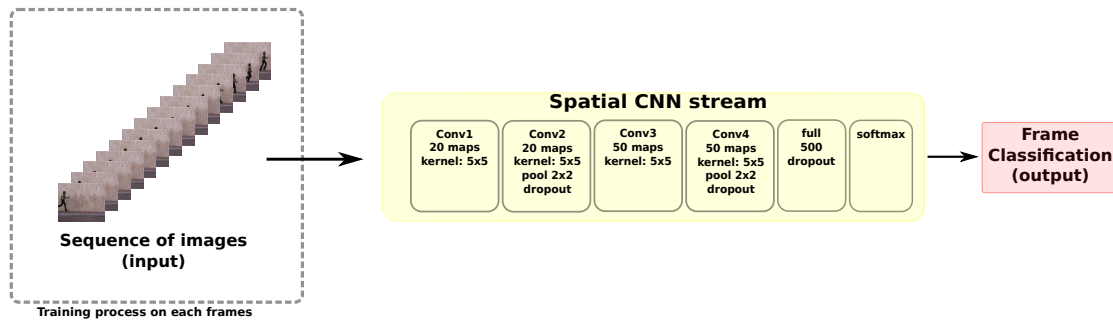 Sequence of images
(input)
Training process on each frames
Spatial CNN stream
Conv1
20 maps
kernel: 5x5
Conv2
20 maps
kernel: 5x5
pool 2x2
dropout
Conv3
50 maps
kernel: 5x5
Conv4
50 maps
kernel: 5x5
pool 2x2
dropout
full
500
dropout
softmax
Frame
Classification
(output)